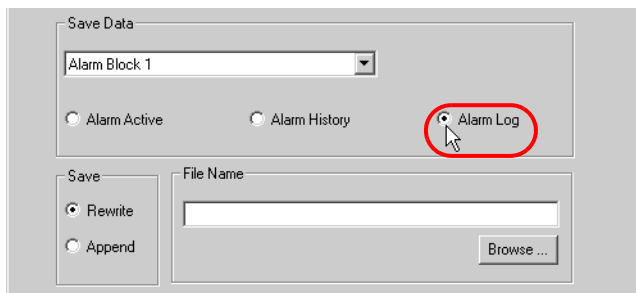 Save Data
Alarm Block 1
Alarm Active Alarm History Alarm Log
Save
File Name
Rewrite
Append
Browse ...